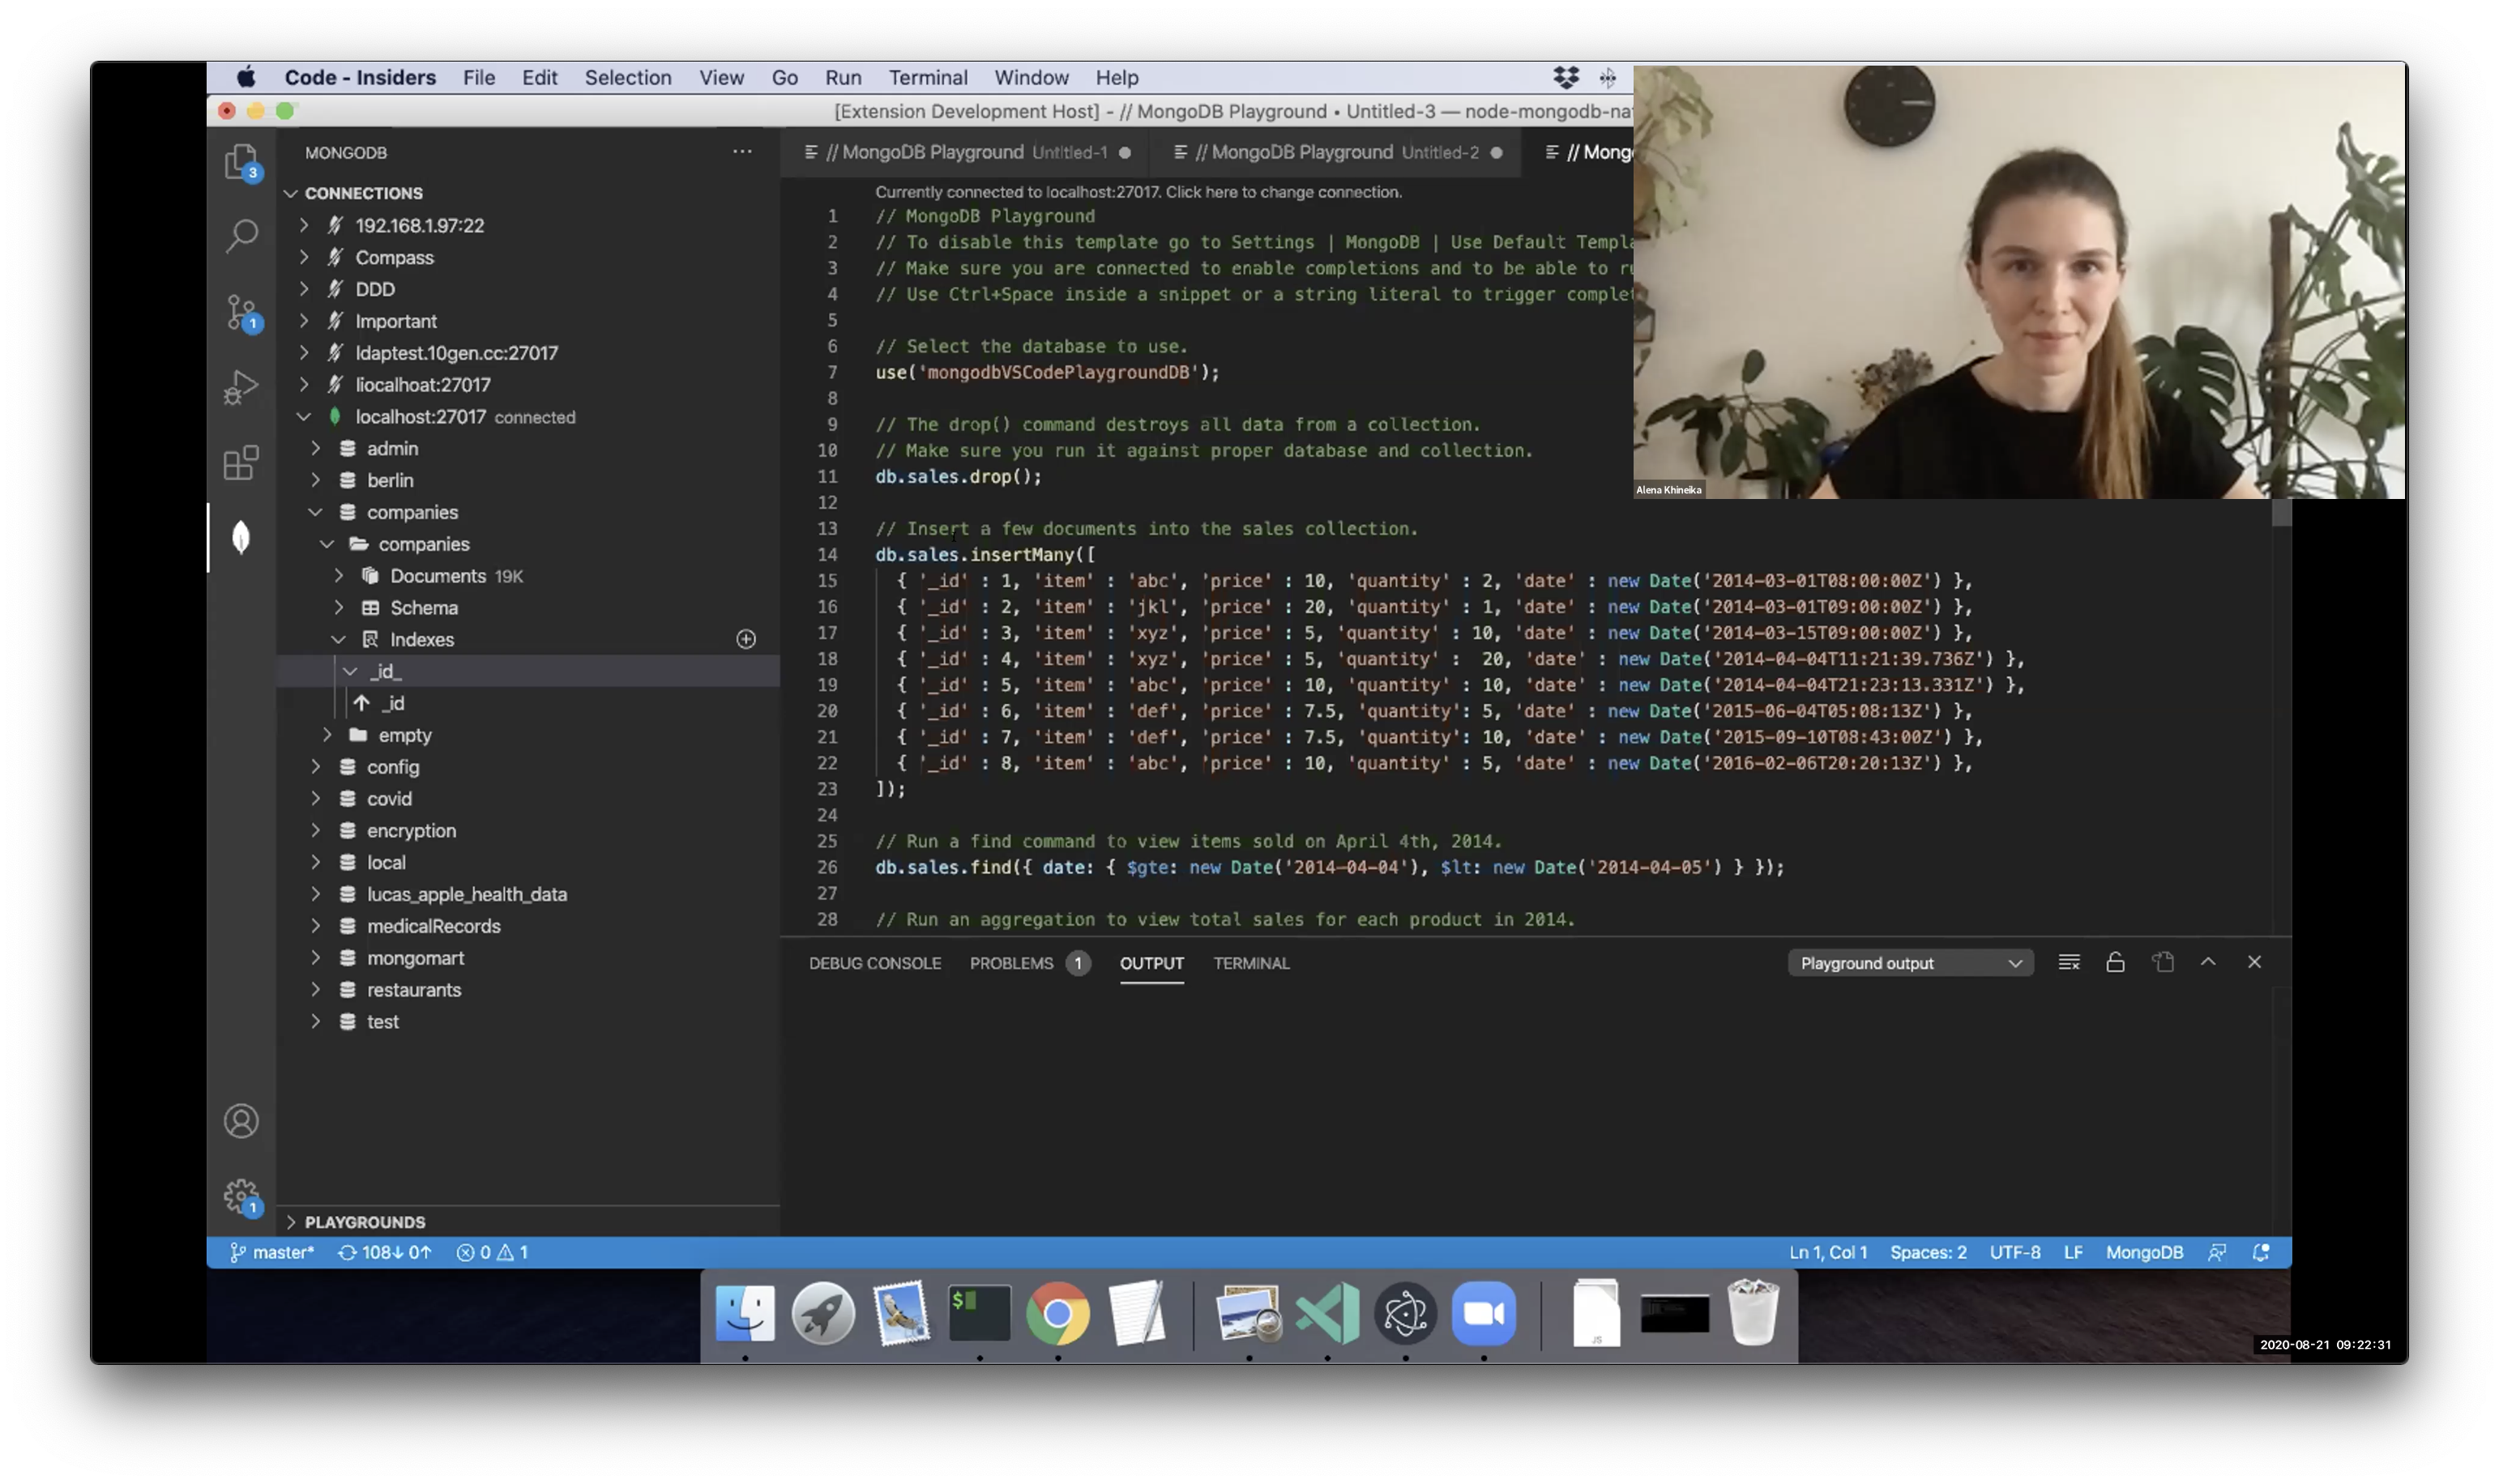 Code - Insiders File Edit Selection View Go Run Terminal Window Help
[Extension Development Host] - // MongoDB Playground • Untitled-3 — node-mongodb-na
MONGODB
CONNECTIONS
192.168.1.97:22
Compass
DDD
Important
ldaptest.10gen.cc:27017
liocalhoat:27017
localhost:27017 connected
admin
berlin
companies
companies
Documents 19K
Schema
Indexes
_id_
_id
empty
config
covid
encryption
local
lucas_apple_health_data
medicalRecords
mongomart
restaurants
test
PLAYGROUNDS
3
1
1
// MongoDB Playground Untitled-1 // MongoDB Playground Untitled-2 // Mong
Currently connected to localhost:27017. Click here to change connection.
1 // MongoDB Playground
2 // To disable this template go to Settings | MongoDB | Use Default Templa
3 // Make sure you are connected to enable completions and to be able to r
4 // Use Ctrl+Space inside a snippet or a string literal to trigger comple
5
6 // Select the database to use.
7 use('mongodbVSCodePlaygroundDB');
8
9 // The drop() command destroys all data from a collection.
10 // Make sure you run it against proper database and collection.
11 db.sales.drop();
12
13 // Insert a few documents into the sales collection.
14 db.sales.insertMany([
15 { '_id' : 1, 'item' : 'abc', 'price' : 10, 'quantity' : 2, 'date' : new Date('2014-03-01T08:00:00Z') },
16 { '_id' : 2, 'item' : 'jkl', 'price' : 20, 'quantity' : 1, 'date' : new Date('2014-03-01T09:00:00Z') },
17 { '_id' : 3, 'item' : 'xyz', 'price' : 5, 'quantity' : 10, 'date' : new Date('2014-03-15T09:00:00Z') },
18 { '_id' : 4, 'item' : 'xyz', 'price' : 5, 'quantity' :  20, 'date' : new Date('2014-04-04T11:21:39.736Z') },
19 { '_id' : 5, 'item' : 'abc', 'price' : 10, 'quantity' : 10, 'date' : new Date('2014-04-04T21:23:13.331Z') },
20 { '_id' : 6, 'item' : 'def', 'price' : 7.5, 'quantity': 5, 'date' : new Date('2015-06-04T05:08:13Z') },
21 { '_id' : 7, 'item' : 'def', 'price' : 7.5, 'quantity': 10, 'date' : new Date('2015-09-10T08:43:00Z') },
22 { '_id' : 8, 'item' : 'abc', 'price' : 10, 'quantity' : 5, 'date' : new Date('2016-02-06T20:20:13Z') },
23 ]);
24
25 // Run a find command to view items sold on April 4th, 2014.
26 db.sales.find({ date: { $gte: new Date('2014-04-04'), $lt: new Date('2014-04-05') } });
27
28 // Run an aggregation to view total sales for each product in 2014.
Alena Khineika
DEBUG CONSOLE PROBLEMS 1 OUTPUT TERMINAL Playground output
master* 108↓ 0↑ 0 1 Ln 1, Col 1 Spaces: 2 UTF-8 LF MongoDB
$
JS
2020-08-21 09:22:31